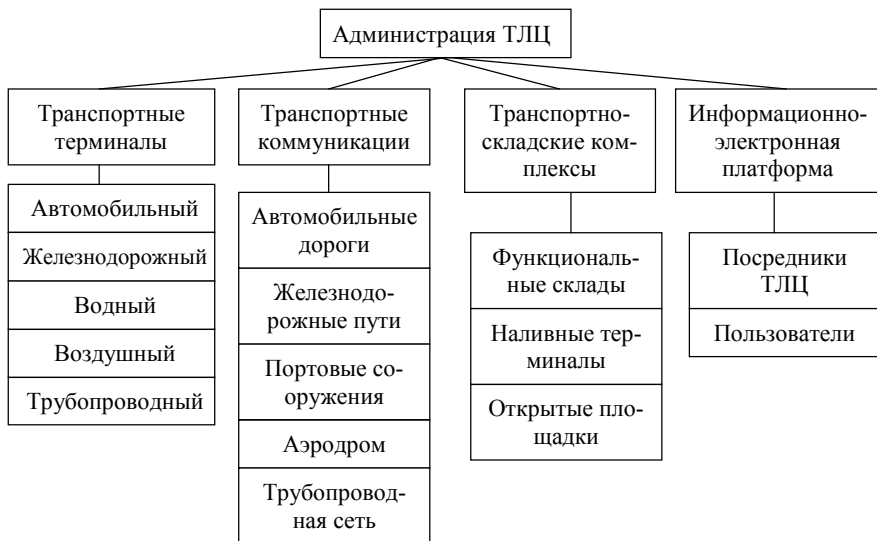 Администрация ТЛЦ
Транспортные
терминалы
Автомобильный
Железнодорожный
Водный
Воздушный
Трубопроводный
Транспортные
коммуникации
Автомобильные
дороги
Железнодо-
рожные пути
Портовые со-
оружения
Аэродром
Трубопровод-
ная сеть
Транспортно-
складские ком-
плексы
Функциональ-
ные склады
Наливные тер-
миналы
Открытые пло-
щадки
Информационно-
электронная
платформа
Посредники
ТЛЦ
Пользователи